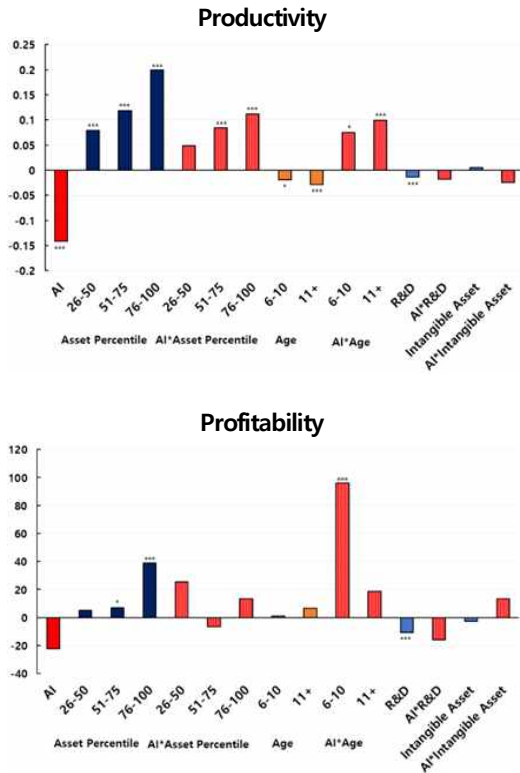 Productivity
0.25
0.2
0.15
0.1
0.05
0
-0.05
-0.1
-0.15
-0.2
***
***
***
***
***
***
*
***
*
***
***
AI
26-50
51-75
76-100
26-50
51-75
76-100
6-10
11+
6-10
11+
R&D
AI*R&D
Intangible Asset
AI*Intangible Asset
Asset Percentile
AI*Asset Percentile
Age
AI*Age
Profitability
120
100
80
60
40
20
0
-20
-40
*
***
***
***
AI
26-50
51-75
76-100
26-50
51-75
76-100
6-10
11+
6-10
11+
R&D
AI*R&D
Intangible Asset
AI*Intangible Asset
Asset Percentile
AI*Asset Percentile
Age
AI*Age